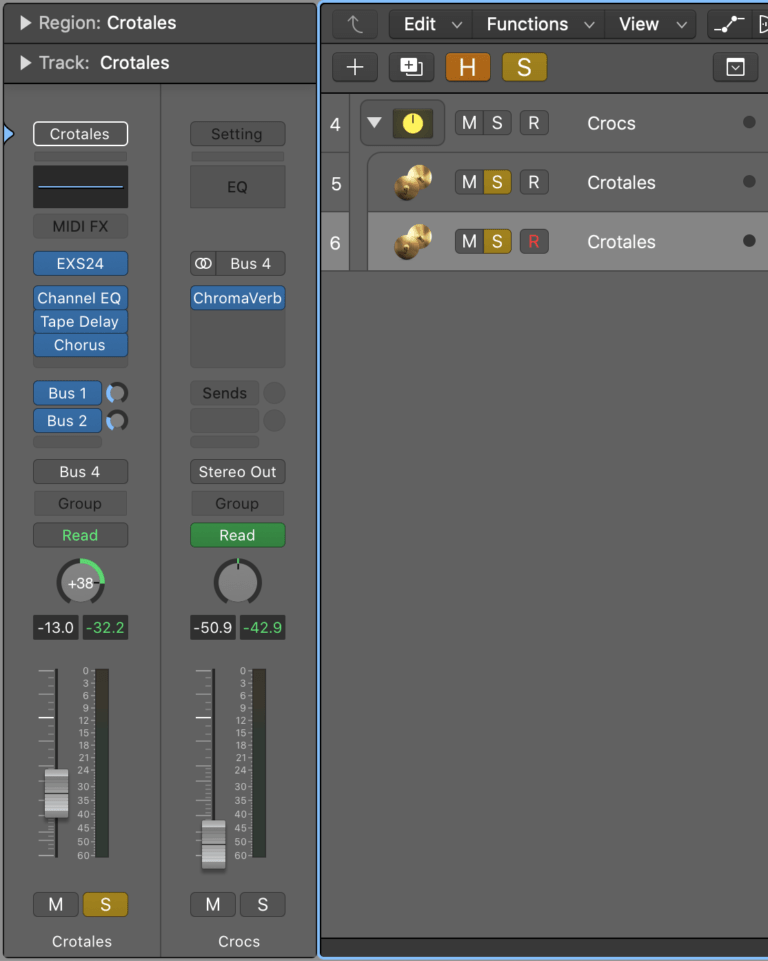 Region: Crotales
Track: Crotales
Crotales
Setting
EQ
MIDI FX
EXS24
Bus 4
Channel EQ
ChromaVerb
Tape Delay
Chorus
Bus 1
Sends
Bus 2
Bus 4
Stereo Out
Group
Group
Read
Read
+38
-13.0 -32.2
-50.9 -42.9
0
3
6
9
12
15
18
21
24
30
35
40
45
50
60
0
3
6
9
12
15
18
21
24
30
35
40
45
50
60
M S
M S
Crotales
Crocs
Edit Functions View
H S
4 M S R Crocs
5 M S R Crotales
6 M S R Crotales